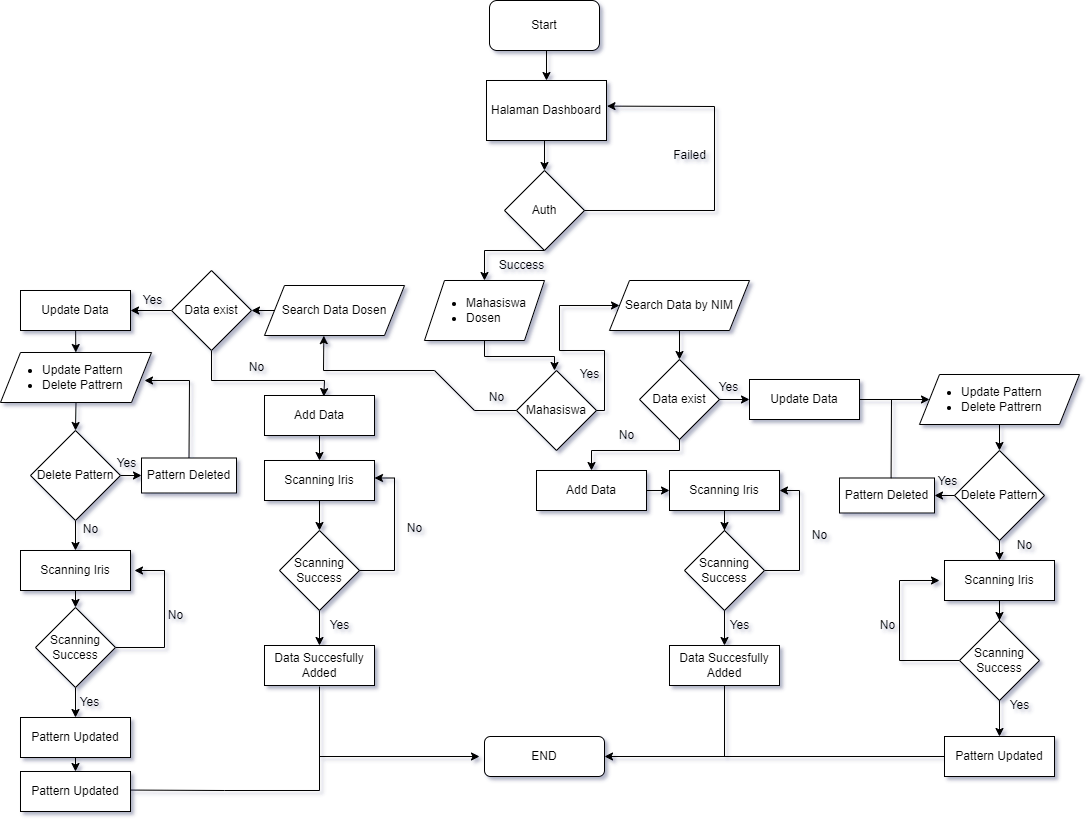 Start
Halaman Dashboard
Failed
Auth
Success
Mahasiswa
Dosen
Search Data by NIM
Search Data Dosen
Data exist
Yes
Update Data
Update Pattern
Delete Pattrern
No
Add Data
Delete Pattern
Yes
Pattern Deleted
No
Scanning Iris
No
Scanning
Success
Yes
Pattern Updated
Pattern Updated
Scanning Iris
No
Scanning
Success
Yes
Data Succesfully
Added
No
Mahasiswa
Yes
Data exist
Yes
Update Data
No
Add Data
Scanning Iris
No
Scanning
Success
Yes
Data Succesfully
Added
Update Pattern
Delete Pattrern
Pattern Deleted
Yes
Delete Pattern
No
Scanning Iris
No
Scanning
Success
Yes
Pattern Updated
END